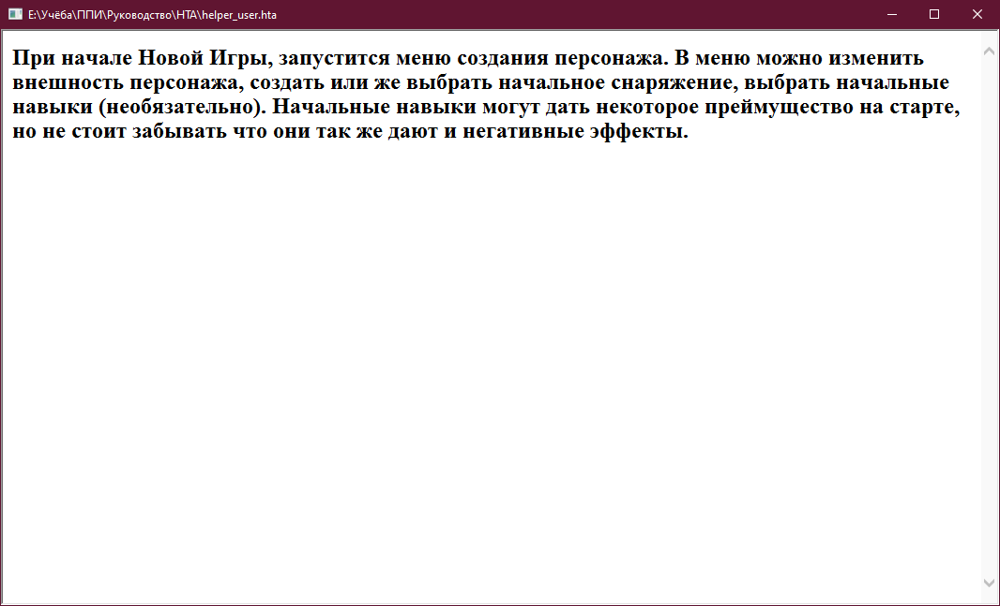 E:\Учёба\ППИ\Руководство\HTA\helper_user.hta
При начале Новой Игры, запустится меню создания персонажа. В меню можно изменить
внешность персонажа, создать или же выбрать начальное снаряжение, выбрать начальные
навыки (необязательно). Начальные навыки могут дать некоторое преймущество на старте,
но не стоит забывать что они так же дают и негативные эффекты.